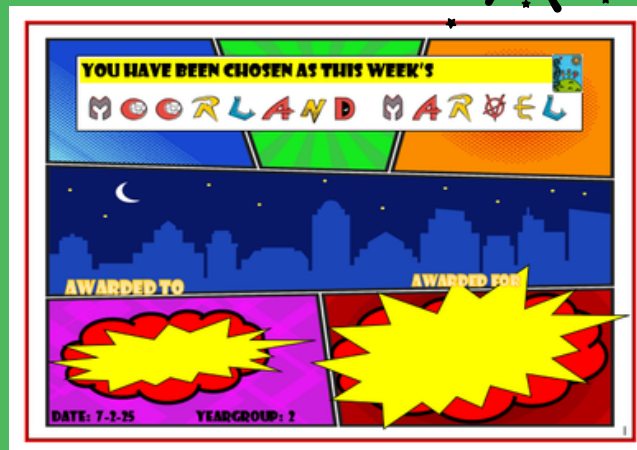 YOU HAVE BEEN CHOSEN AS THIS WEEK'S
MOORLAND MARVEL
AWARDED TO
AWARDED FOR
DATE: 7-2-25 YEARGROUP: 2